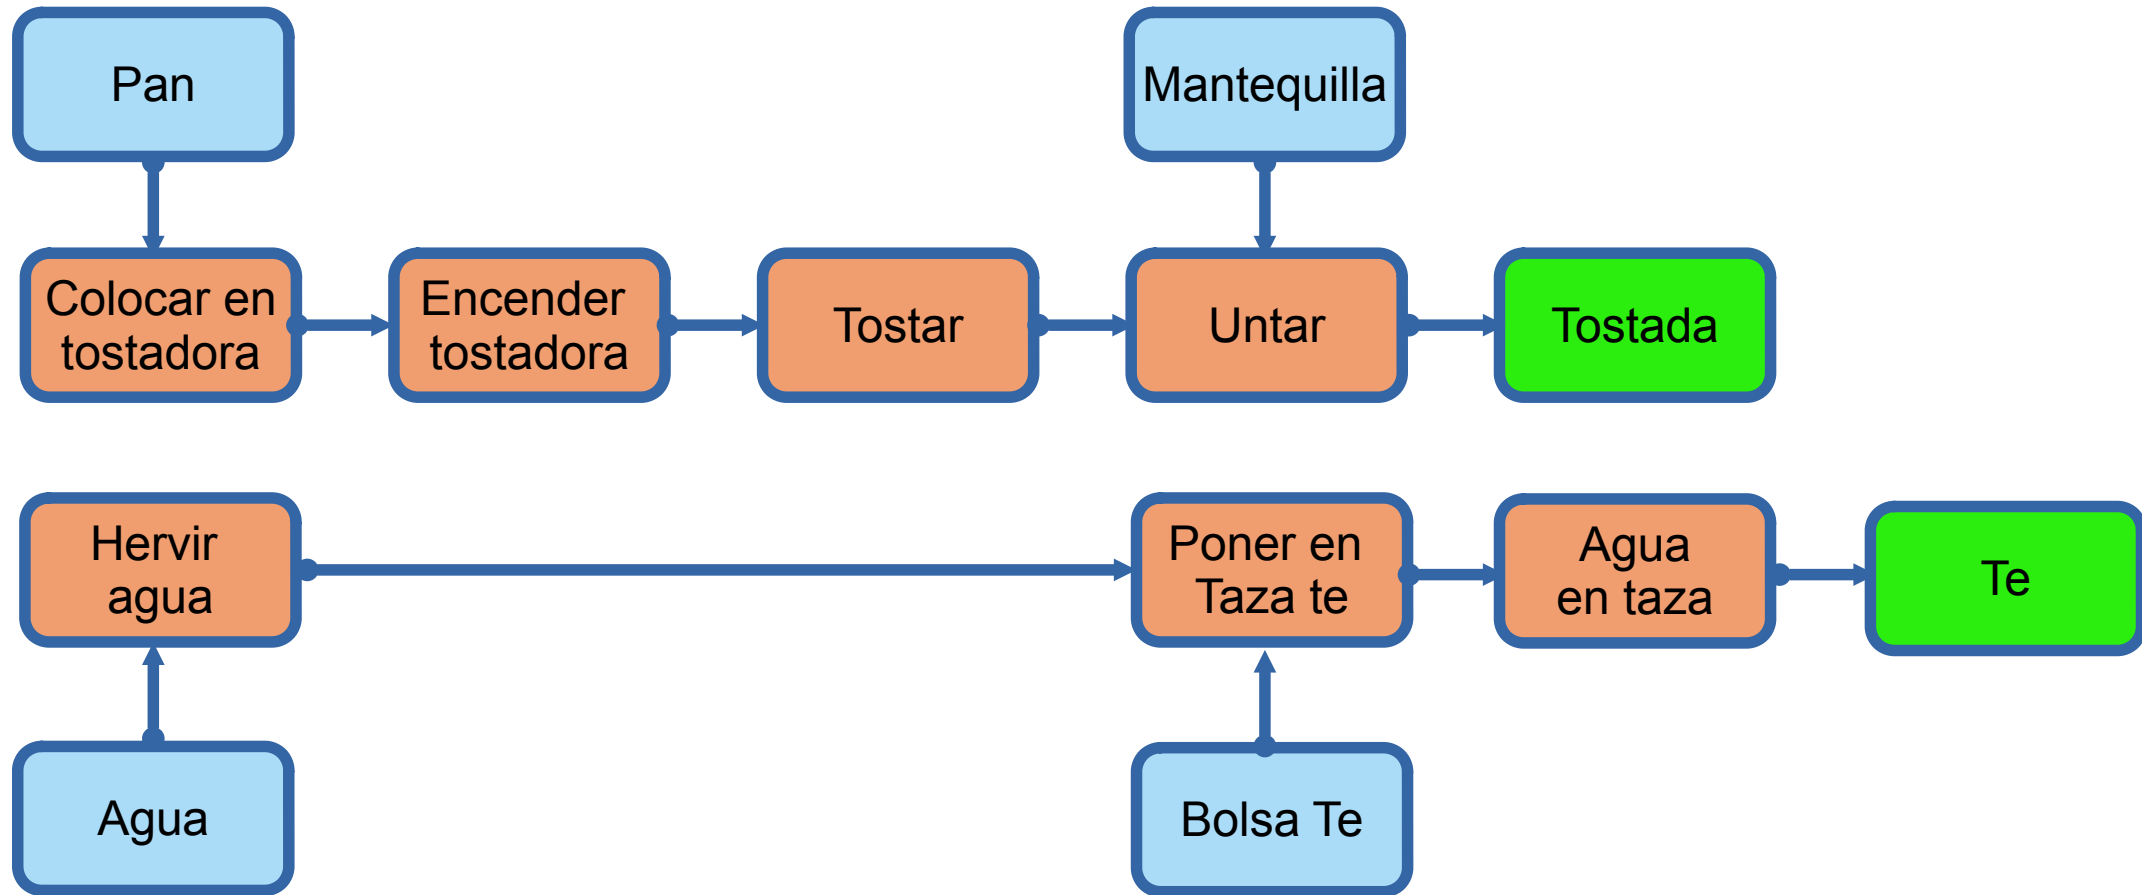 Pan
Mantequilla
Colocar en
tostadora
Encender
tostadora
Tostar
Untar
Tostada
Hervir
agua
Poner en
Taza te
Agua
en taza
Te
Agua
Bolsa Te